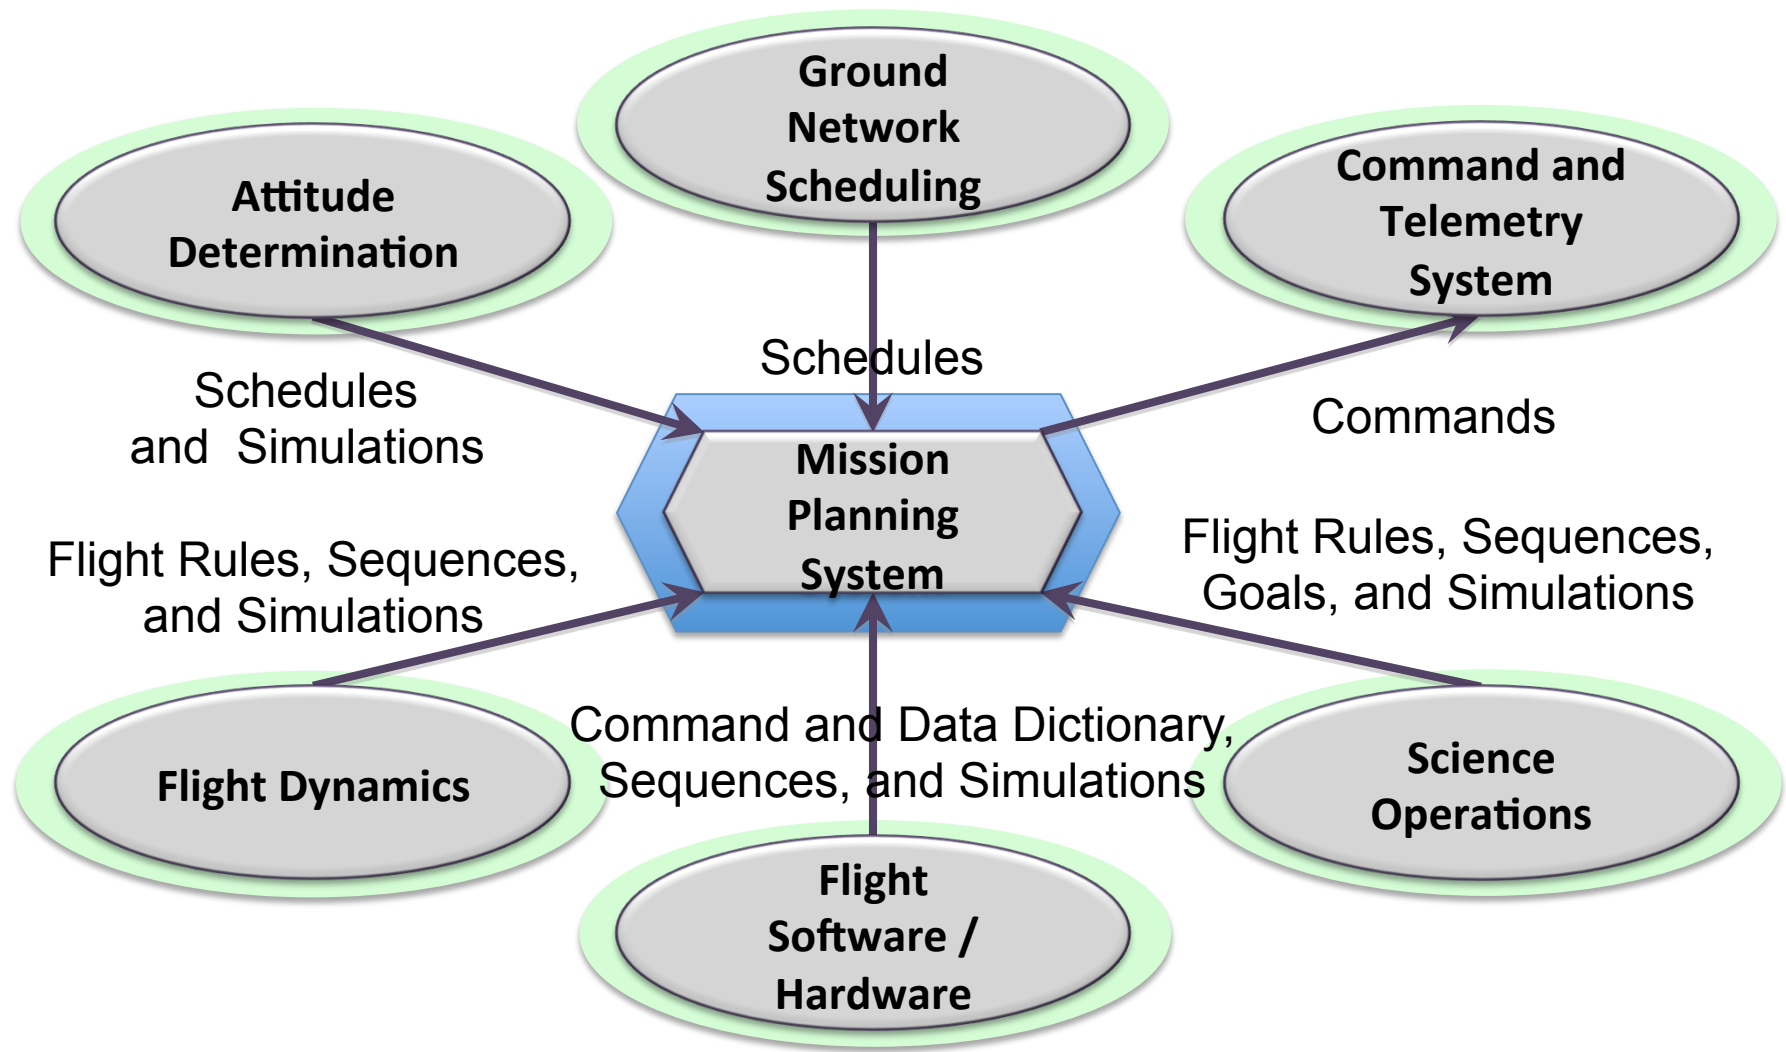 Ground
Network
Scheduling
Attitude
Determination
Command and
Telemetry
System
Schedules
Schedules
and  Simulations
Commands
Mission
Planning
System
Flight Rules, Sequences,
and Simulations
Flight Rules, Sequences,
Goals, and Simulations
Command and Data Dictionary,
Sequences, and Simulations
Flight Dynamics
Science
Operations
Flight
Software /
Hardware